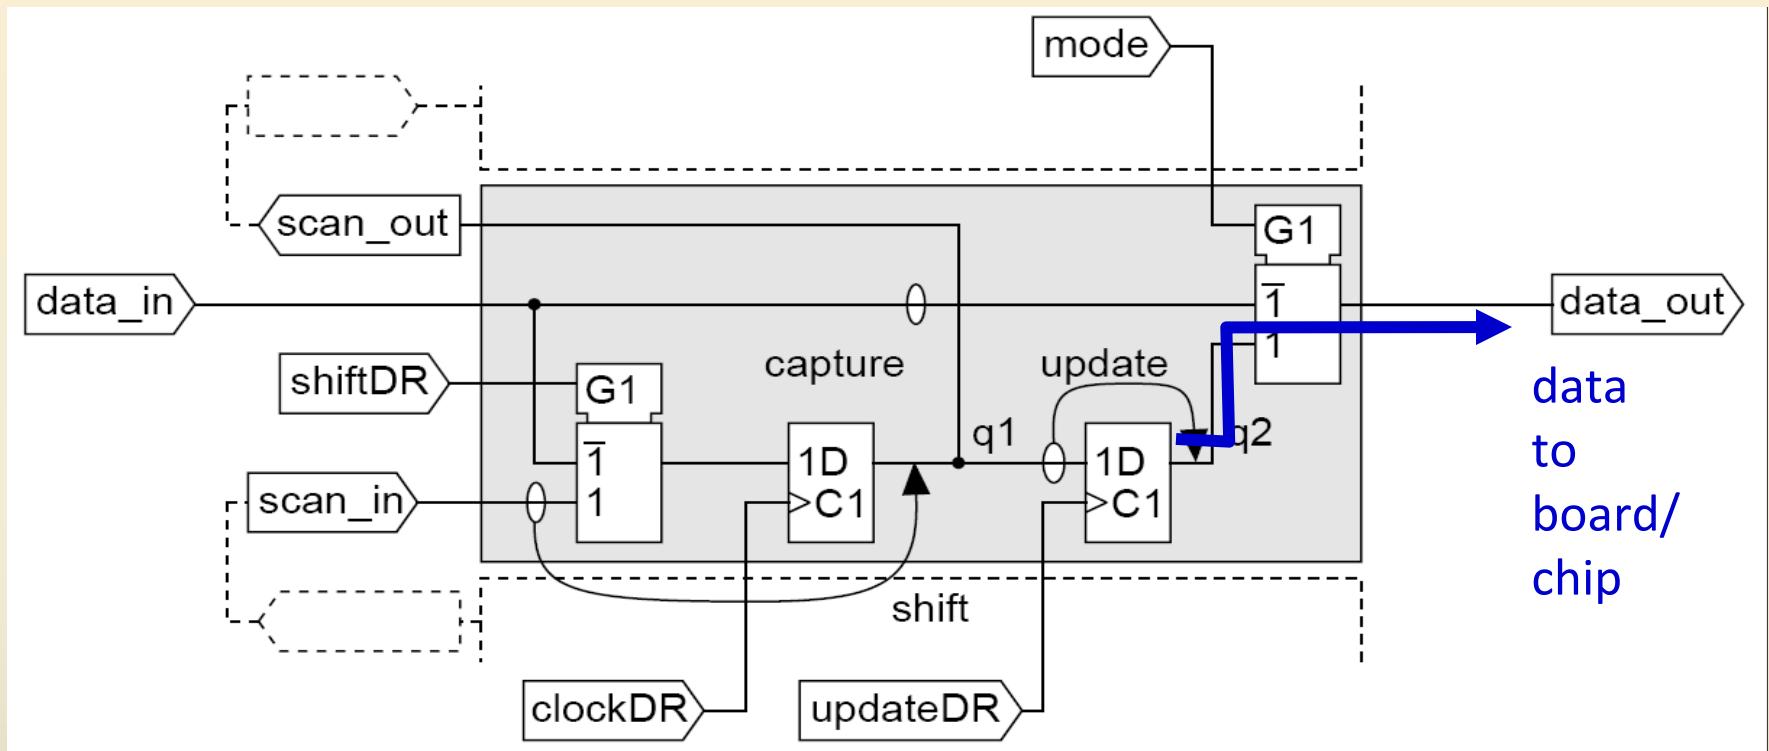 mode
scan_out
G1
data_in
1
data_out
1
capture
update
shiftDR
G1
data
to
board/
chip
q1
q2
1
1D
1D
scan_in
1
C1
C1
shift
clockDR
updateDR